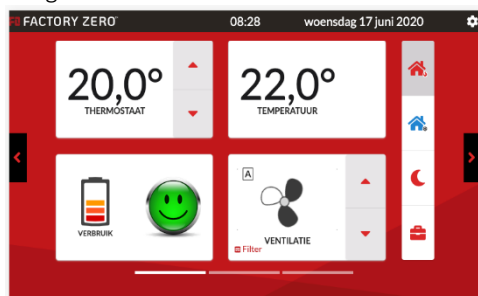 FACTORY ZERO
08:28
woensdag 17 juni 2020
20,0°
THERMOSTAAT
22,0°
TEMPERATUUR
VERBRUIK
A
Filter
VENTILATIE